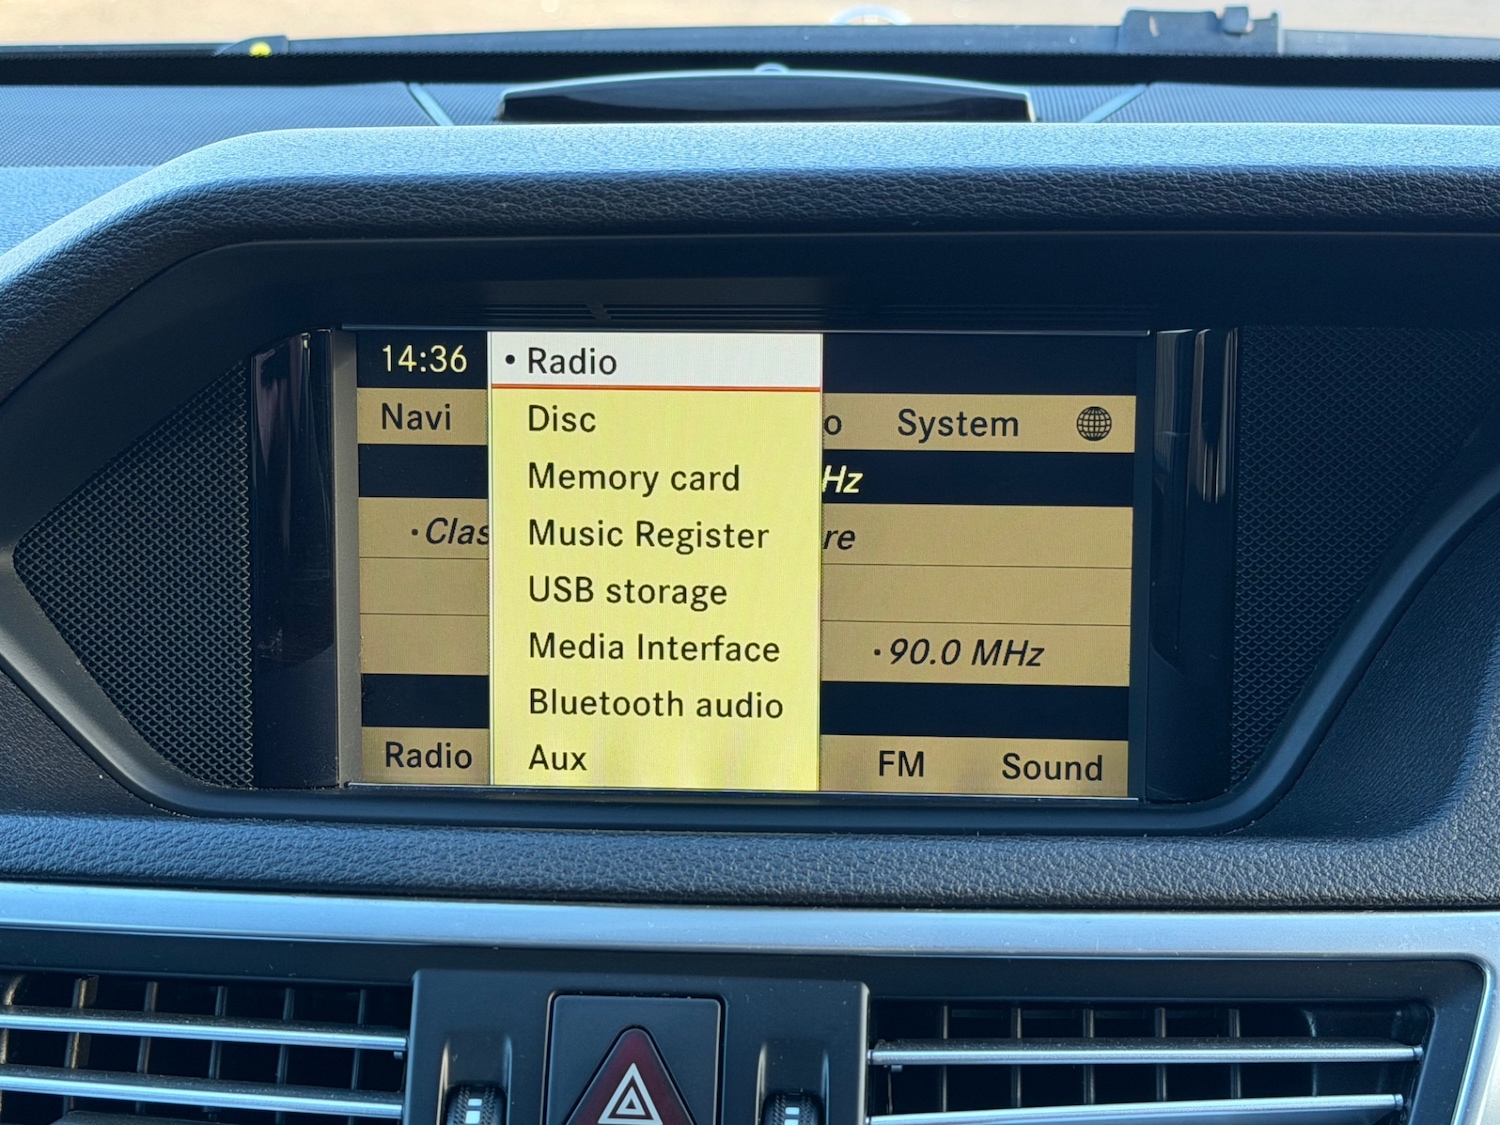 14:36
• Radio
Disc
Memory card
Music Register
USB storage
Media Interface
Bluetooth audio
Aux
Navi
System
Hz
•Clas
re
•90.0 MHz
Radio
FM
Sound